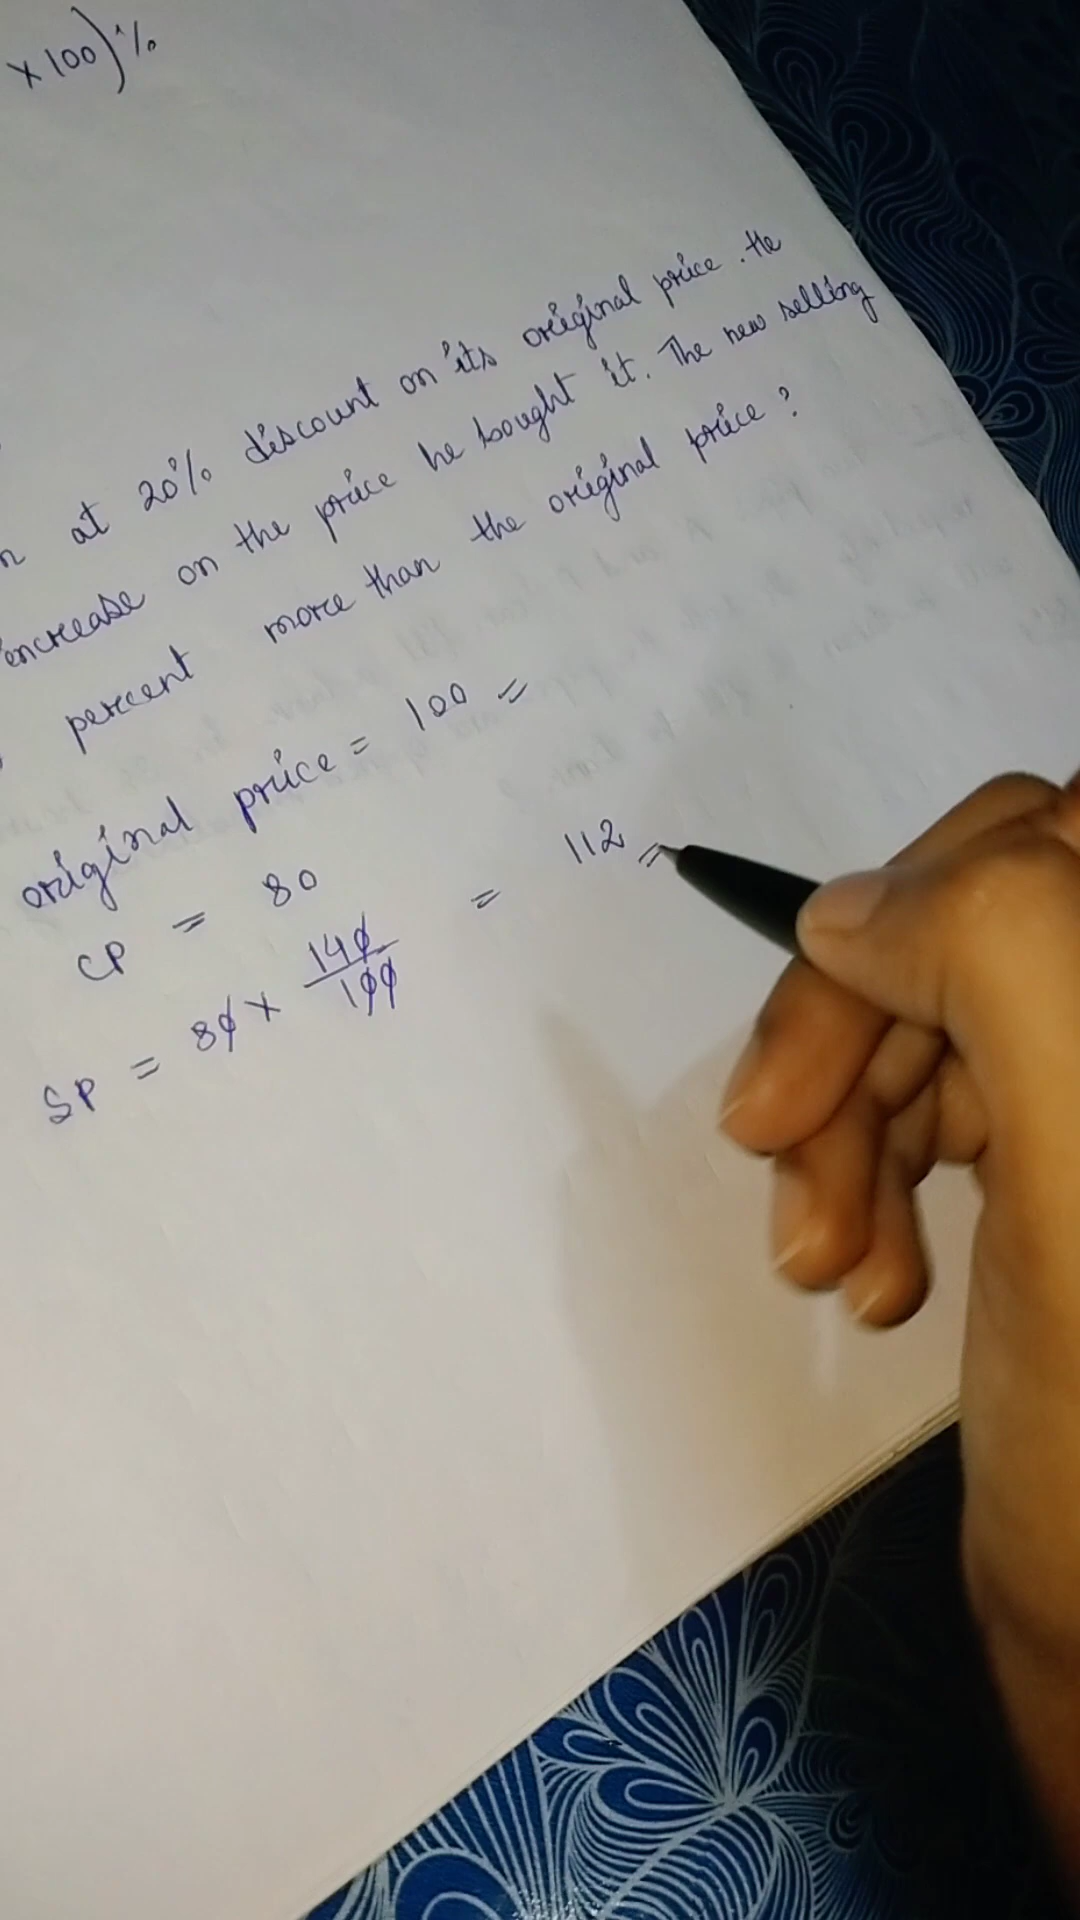 ×100)%
at 20% discount on its original price. He
increase on the price he bought it. The new selling
percent more than the original price?
original price = 100 =
CP = 80
SP = 80 × 140/100 = 112 =